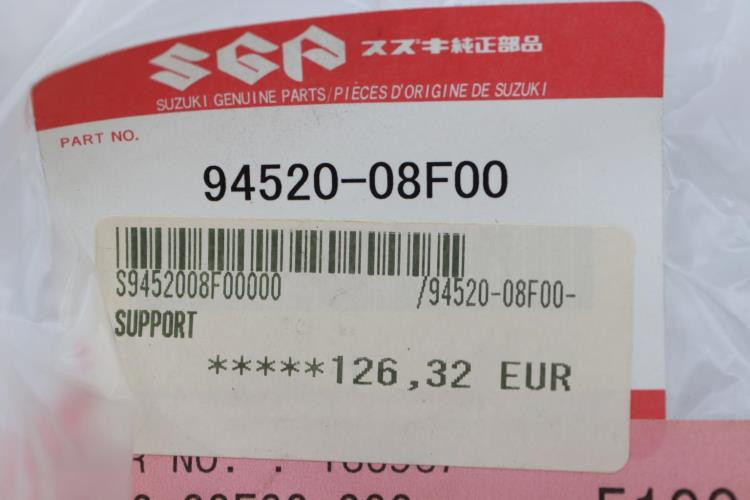 SGP スズキ純正部品
SUZUKI GENUINE PARTS/PIÈCES D'ORIGINE DE SUZUKI
PART NO.
94520-08F00
S9452008F00000 /94520-08F00-
SUPPORT
*****126,32 EUR
NO. :